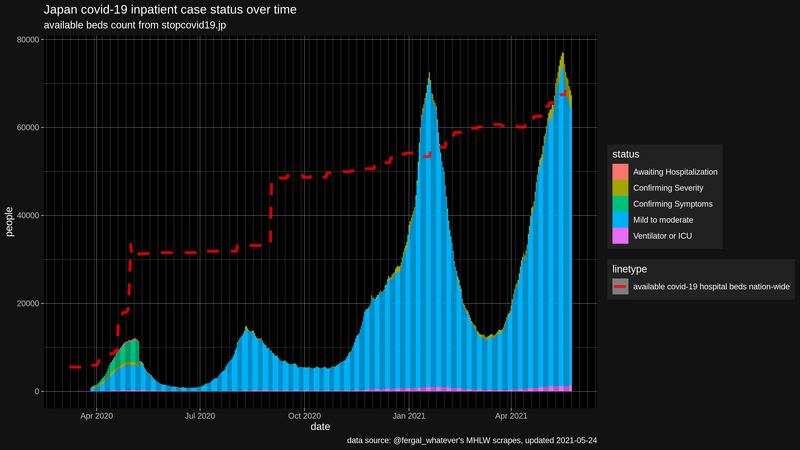 Japan covid-19 inpatient case status over time
available beds count from stopcovid19.jp
80000
60000
40000
20000
0
people
Apr 2020
Jul 2020
Oct 2020
Jan 2021
Apr 2021
date
status
Awaiting Hospitalization
Confirming Severity
Confirming Symptoms
Mild to moderate
Ventilator or ICU
linetype
available covid-19 hospital beds nation-wide
data source: @fergal_whatever's MHLW scrapes, updated 2021-05-24